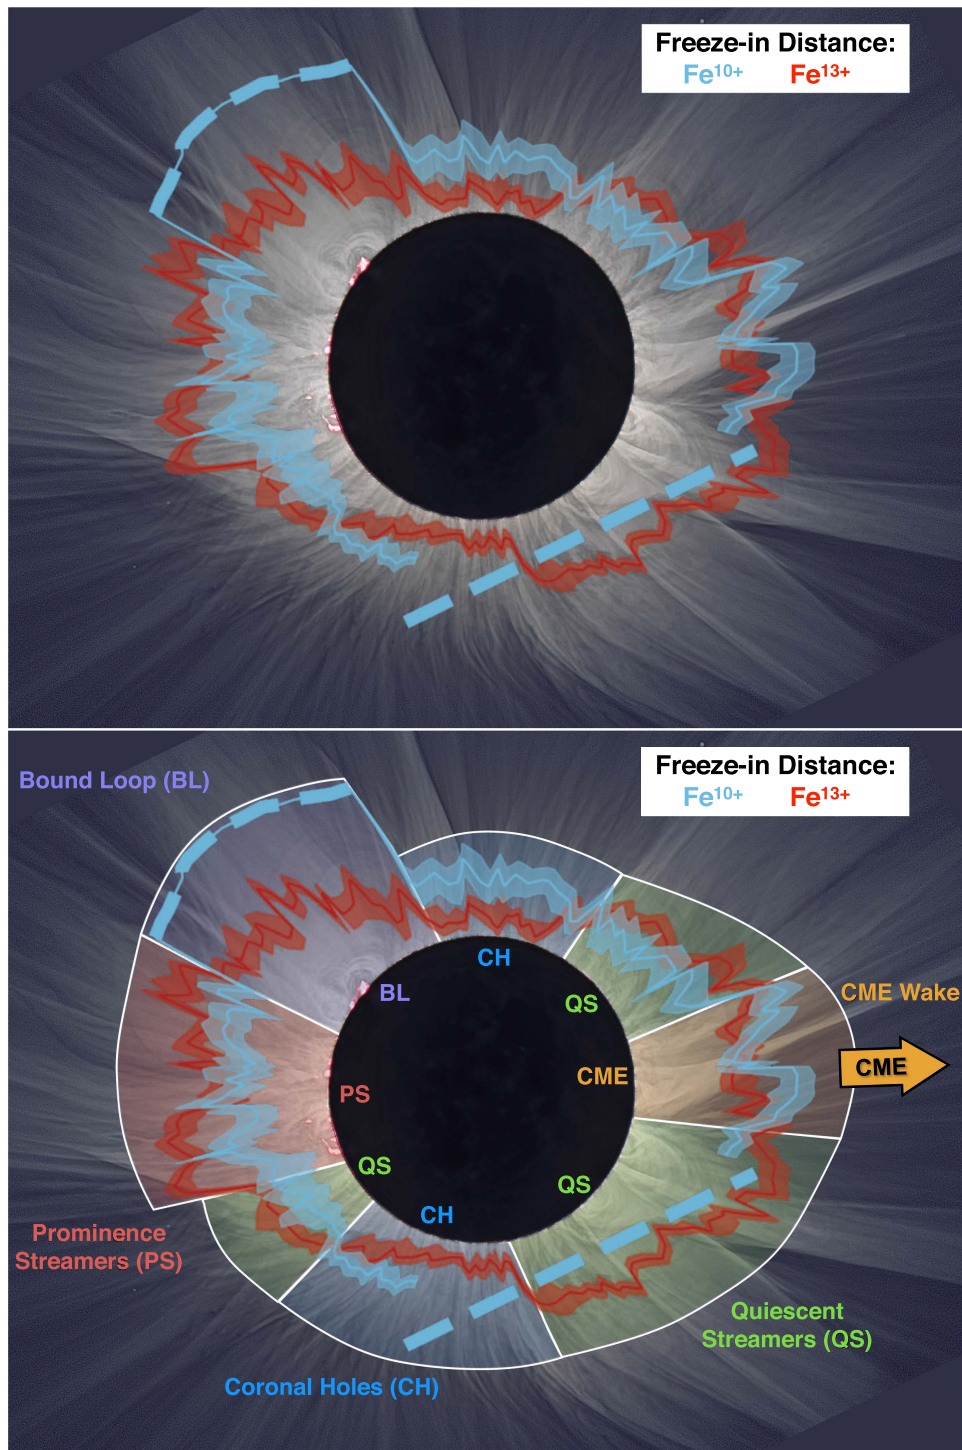 Freeze-in Distance:
Fe10+ Fe13+
Freeze-in Distance:
Fe10+ Fe13+
Bound Loop (BL)
CH
BL
QS
CME Wake
CME
CME
PS
QS
QS
CH
Prominence
Streamers (PS)
Quiescent
Streamers (QS)
Coronal Holes (CH)